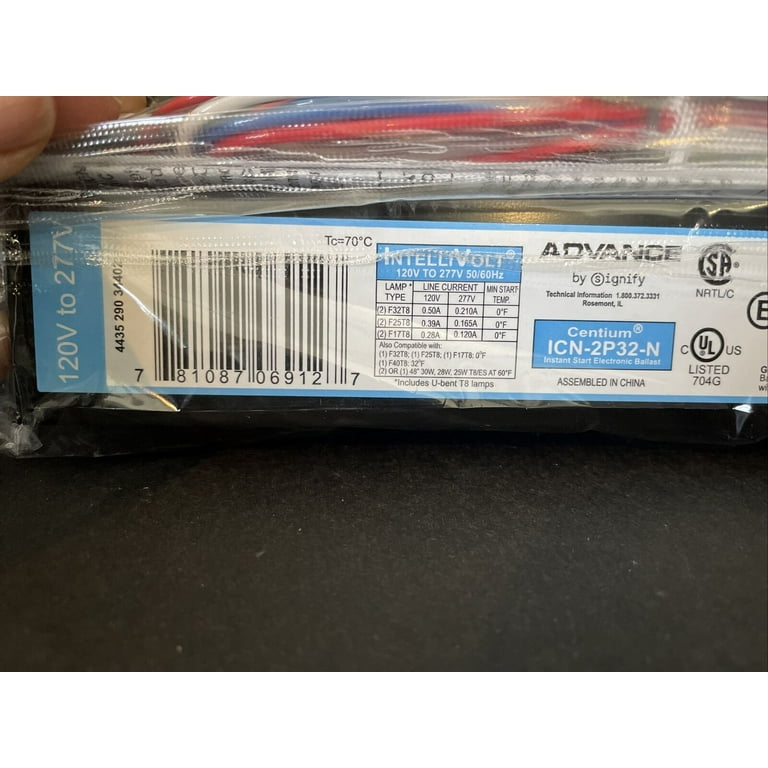 120V to 277V
4435 290
Tc=70°C
7 81087 06912 7
INTELLIVOLT®
120V TO 277V 50/60Hz
LAMP * TYPE LINE CURRENT MIN START TEMP.
120V 277V
(2) F32T8 0.50A 0.210A 0°F
(2) F25T8 0.39A 0.165A 0°F
(2) F17T8 0.28A 0.120A 0°F
Also Compatible with:
(1) F32T8; (1) F25T8; (1) F17T8: 0°F
(1) F40T8: 32°F
(2) OR (1) 48" 30W, 28W, 25W T8/ES AT 60°F
*Includes U-bent T8 lamps
ADVANCE
by Signify
Technical Information 1.800.372.3331
Rosemont, IL
Centium®
ICN-2P32-N
Instant Start Electronic Ballast
ASSEMBLED IN CHINA
SA
NRTL/C
C UL US
LISTED
704G